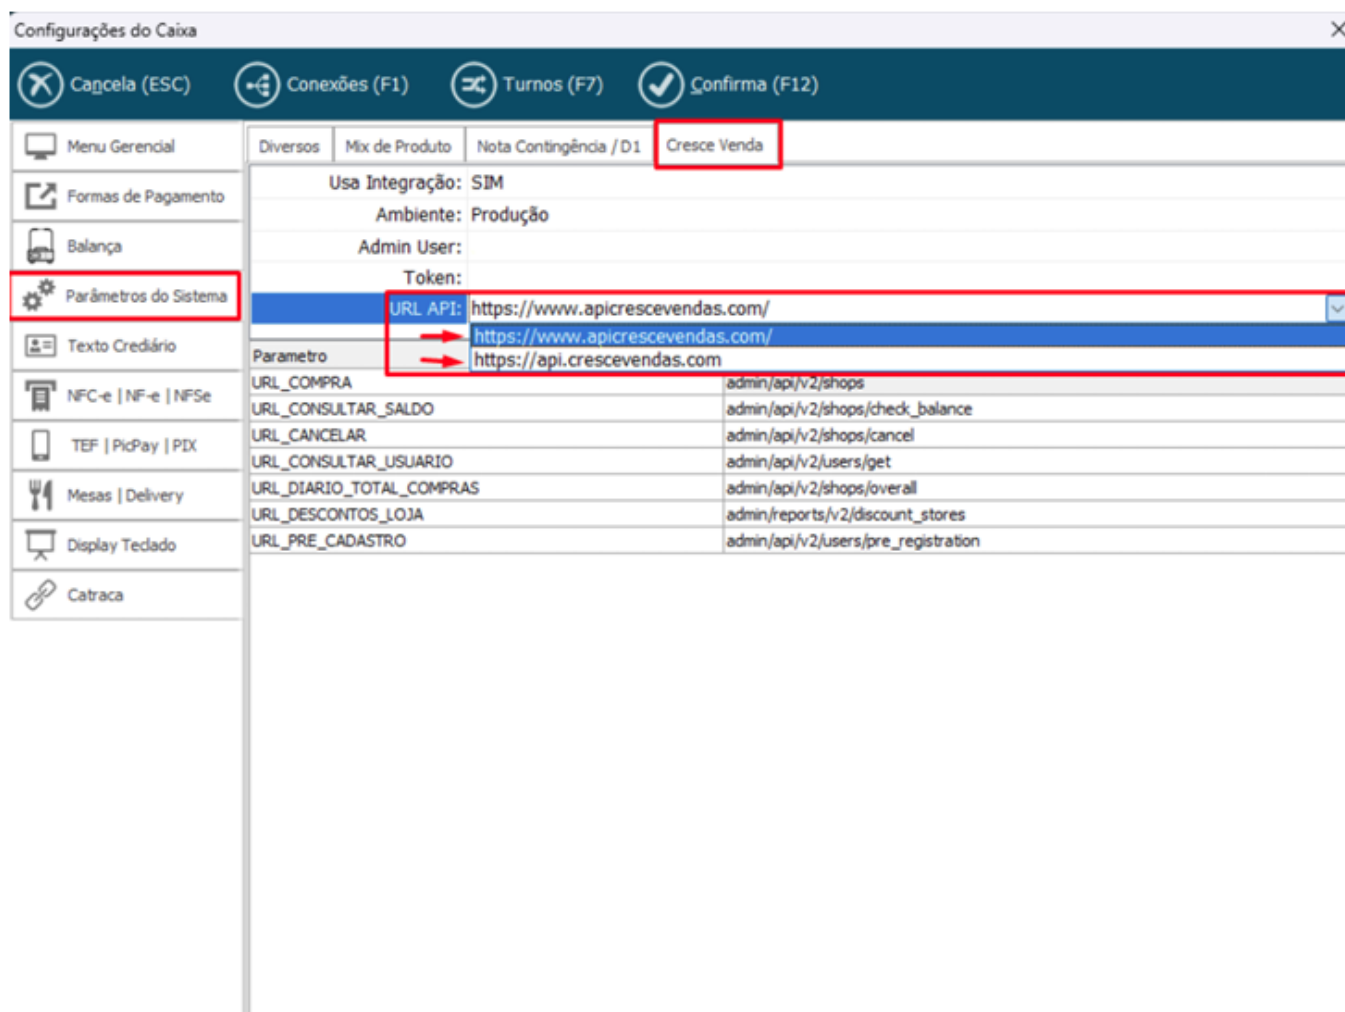 Configurações do Caixa
Cancela (ESC) Conexões (F1) Turnos (F7) Confirma (F12)
Menu Gerencial
Formas de Pagamento
Balança
Parâmetros do Sistema
Texto Crediário
NFC-e | NF-e | NFSe
TEF | PicPay | PIX
Mesas | Delivery
Display Teclado
Catraca
Diversos Mix de Produto Nota Contingência / D1 Cresce Venda
Usa Integração: SIM
Ambiente: Produção
Admin User:
Token:
URL API: https://www.apicrescevendas.com/
https://www.apicrescevendas.com/
https://api.crescevendas.com
Parametro
URL_COMPRA admin/api/v2/shops
URL_CONSULTAR_SALDO admin/api/v2/shops/check_balance
URL_CANCELAR admin/api/v2/shops/cancel
URL_CONSULTAR_USUARIO admin/api/v2/users/get
URL_DIARIO_TOTAL_COMPRAS admin/api/v2/shops/overall
URL_DESCONTOS_LOJA admin/reports/v2/discount_stores
URL_PRE_CADASTRO admin/api/v2/users/pre_registration